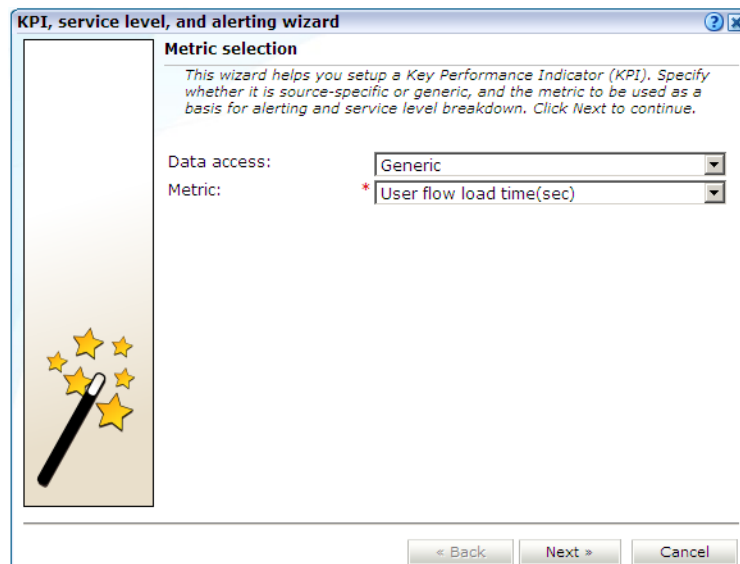 KPI, service level, and alerting wizard
Metric selection
This wizard helps you setup a Key Performance Indicator (KPI). Specify
whether it is source-specific or generic, and the metric to be used as a
basis for alerting and service level breakdown. Click Next to continue.
Data access: Generic
Metric: * User flow load time(sec)
« Back Next » Cancel